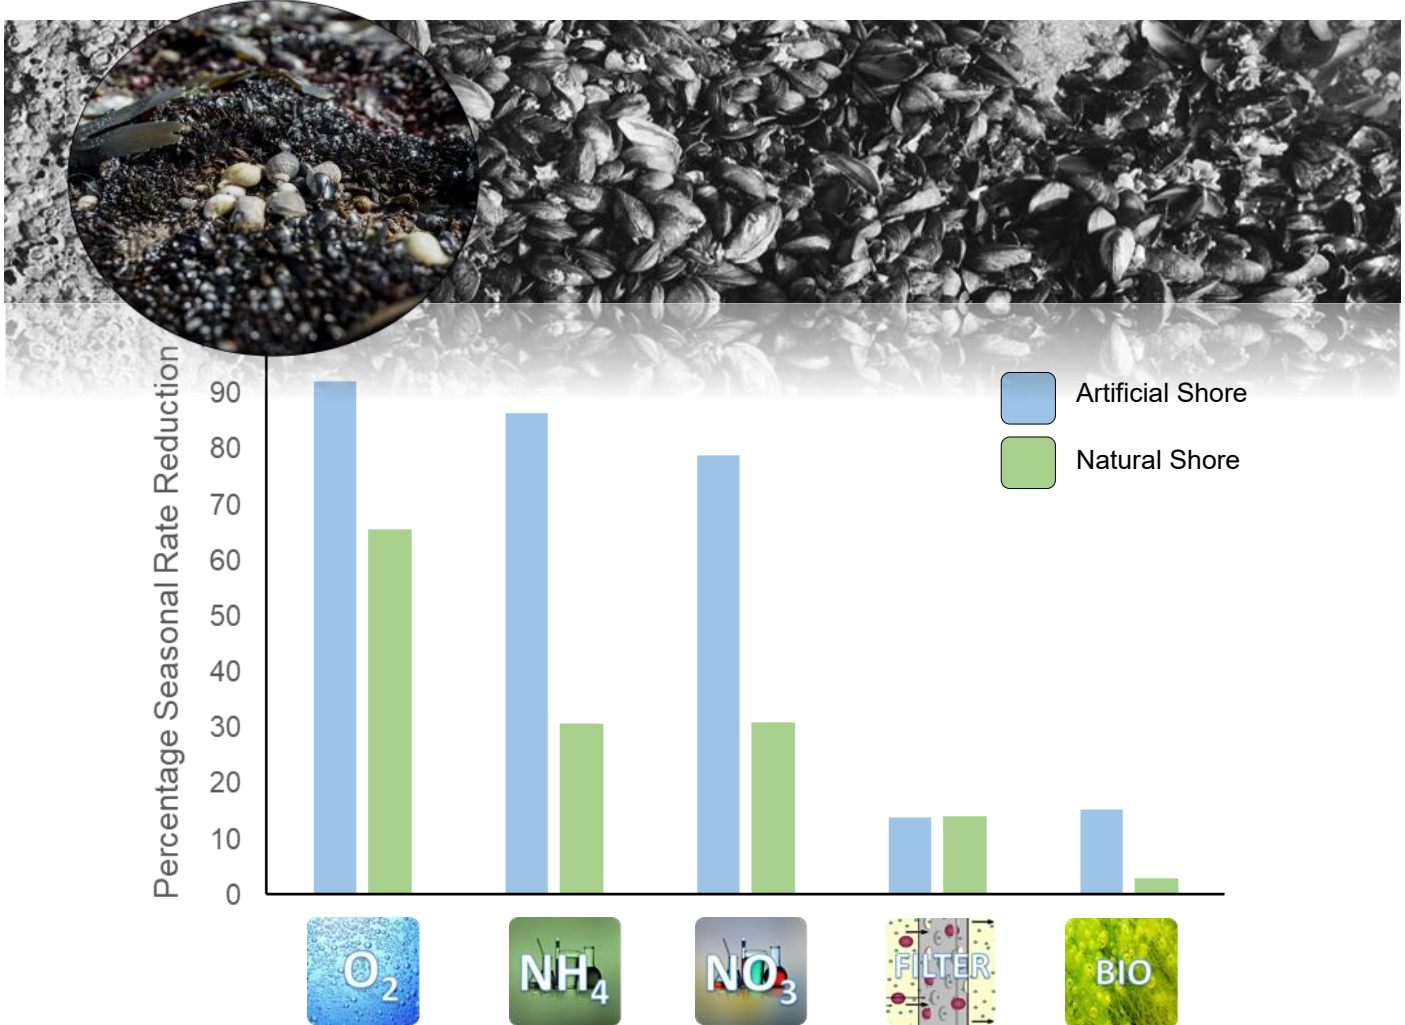 Percentage Seasonal Rate Reduction
90
80
70
60
50
40
30
20
10
0
Artificial Shore
Natural Shore
O₂
NH₄
NO₃
FILTER
BIO